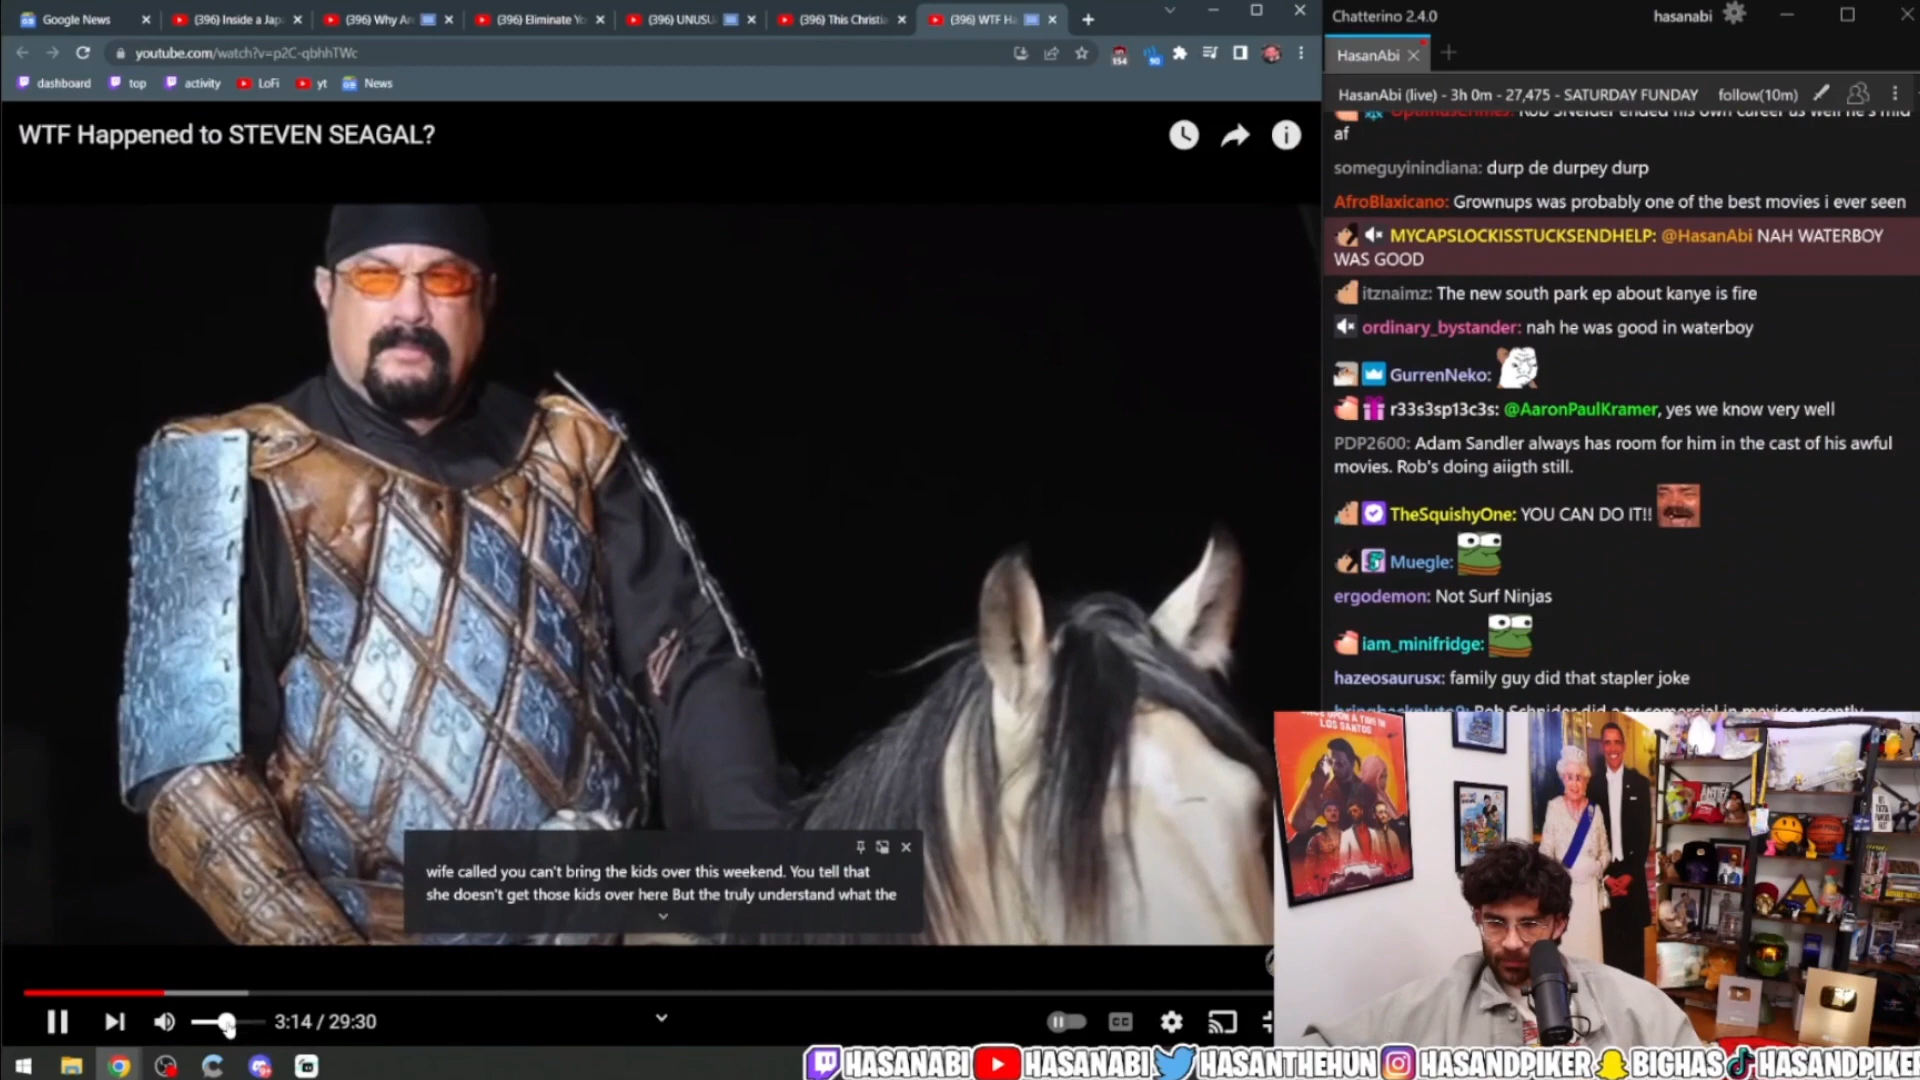 Google News
(396) Inside a Jap
(396) Why Ar
(396) Eliminate Yo
(396) UNUSU
(396) This Christia
(396) WTF Ha
youtube.com/watch?v=p2C-qbhhTWc
154
90
dashboard
top
activity
LoFi
yt
News
WTF Happened to STEVEN SEAGAL?
wife called you can't bring the kids over this weekend. You tell that
she doesn't get those kids over here But the truly understand what the
3:14 / 29:30
CC
Chatterino 2.4.0
hasanabi
HasanAbi
HasanAbi (live) - 3h 0m - 27,475 - SATURDAY FUNDAY
follow(10m)
af
someguyinindiana: durp de durpey durp
AfroBlaxicano: Grownups was probably one of the best movies i ever seen
MYCAPSLOCKISSTUCKSENDHELP: @HasanAbi NAH WATERBOY
WAS GOOD
itznaimz: The new south park ep about kanye is fire
ordinary_bystander: nah he was good in waterboy
GurrenNeko:
r33s3sp13c3s: @AaronPaulKramer, yes we know very well
PDP2600: Adam Sandler always has room for him in the cast of his awful
movies. Rob's doing aiigth still.
TheSquishyOne: YOU CAN DO IT!!
Muegle:
ergodemon: Not Surf Ninjas
iam_minifridge:
hazeosaurusx: family guy did that stapler joke
LOS SANTOS
HASANABI
HASANABI
HASANTHEHUN
HASANDPIKER
BIGHAS
HASANDPIKER